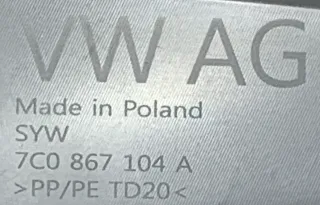 VW AG
Made in Poland
SYW
7C0 867 104 A
>PP/PE TD20<